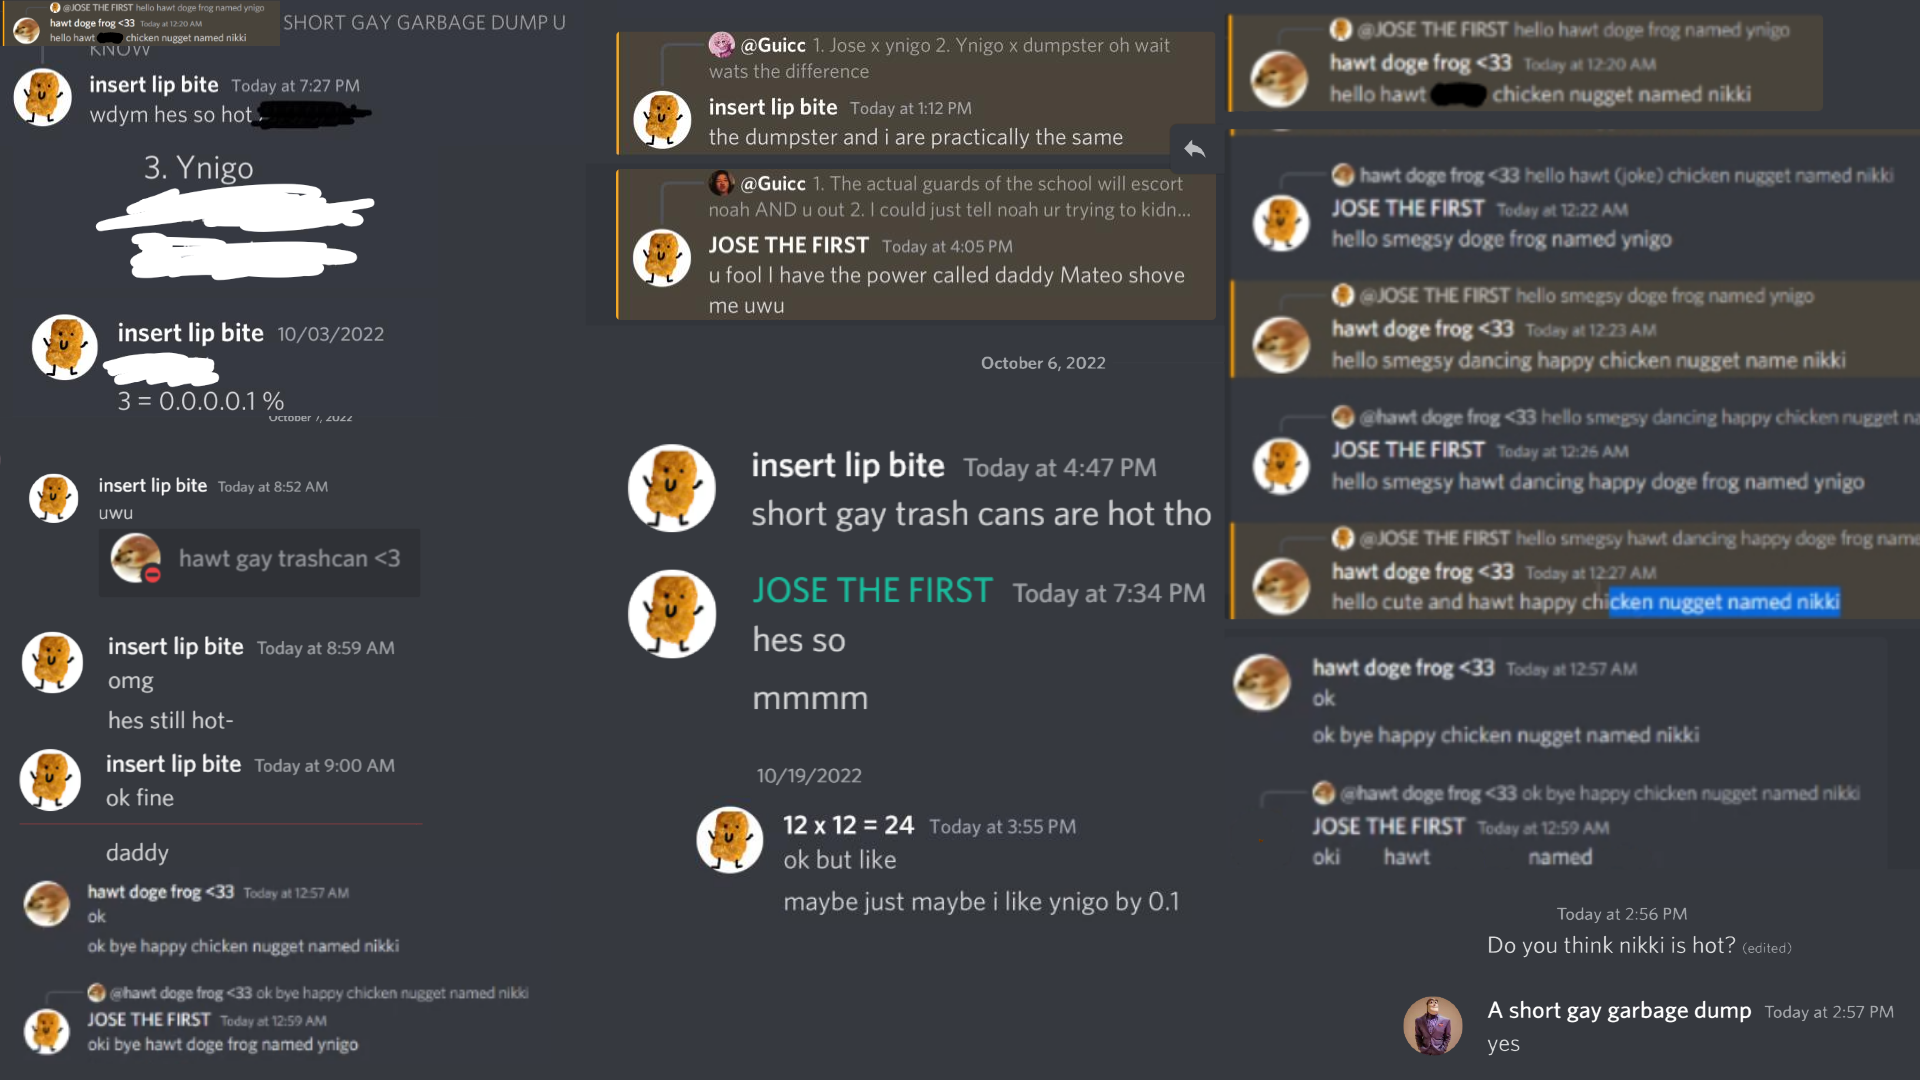 @JOSE THE FIRST hello hawt doge frog named ynigo
hawt doge frog <33 Today at 12:20 AM
hello hawt chicken nugget named nikki
SHORT GAY GARBAGE DUMP U
KNOW
insert lip bite Today at 7:27 PM
wdym hes so hot
3. Ynigo
insert lip bite 10/03/2022
3 = 0.0.0.0.1 %
October 7, 2022
insert lip bite Today at 8:52 AM
uwu
hawt gay trashcan <3
insert lip bite Today at 8:59 AM
omg
hes still hot-
insert lip bite Today at 9:00 AM
ok fine
daddy
hawt doge frog <33 Today at 12:57 AM
ok
ok bye happy chicken nugget named nikki
@hawt doge frog <33 ok bye happy chicken nugget named nikki
JOSE THE FIRST Today at 12:59 AM
oki bye hawt doge frog named ynigo
@Guicc 1. Jose x ynigo 2. Ynigo x dumpster oh wait
wats the difference
insert lip bite Today at 1:12 PM
the dumpster and i are practically the same
@Guicc 1. The actual guards of the school will escort
noah AND u out 2. I could just tell noah ur trying to kidn...
JOSE THE FIRST Today at 4:05 PM
u fool I have the power called daddy Mateo shove
me uwu
October 6, 2022
insert lip bite Today at 4:47 PM
short gay trash cans are hot tho
JOSE THE FIRST Today at 7:34 PM
hes so
mmmm
10/19/2022
12 x 12 = 24 Today at 3:55 PM
ok but like
maybe just maybe i like ynigo by 0.1
@JOSE THE FIRST hello hawt doge frog named ynigo
hawt doge frog <33 Today at 12:20 AM
hello hawt chicken nugget named nikki
hawt doge frog <33 hello hawt (joke) chicken nugget named nikki
JOSE THE FIRST Today at 12:22 AM
hello smegsy doge frog named ynigo
@JOSE THE FIRST hello smegsy doge frog named ynigo
hawt doge frog <33 Today at 12:23 AM
hello smegsy dancing happy chicken nugget name nikki
@hawt doge frog <33 hello smegsy dancing happy chicken nugget na
JOSE THE FIRST Today at 12:26 AM
hello smegsy hawt dancing happy doge frog named ynigo
@JOSE THE FIRST hello smegsy hawt dancing happy doge frog name
hawt doge frog <33 Today at 12:27 AM
hello cute and hawt happy chicken nugget named nikki
hawt doge frog <33 Today at 12:57 AM
ok
ok bye happy chicken nugget named nikki
@hawt doge frog <33 ok bye happy chicken nugget named nikki
JOSE THE FIRST Today at 12:59 AM
oki hawt named
Today at 2:56 PM
Do you think nikki is hot? (edited)
A short gay garbage dump Today at 2:57 PM
yes